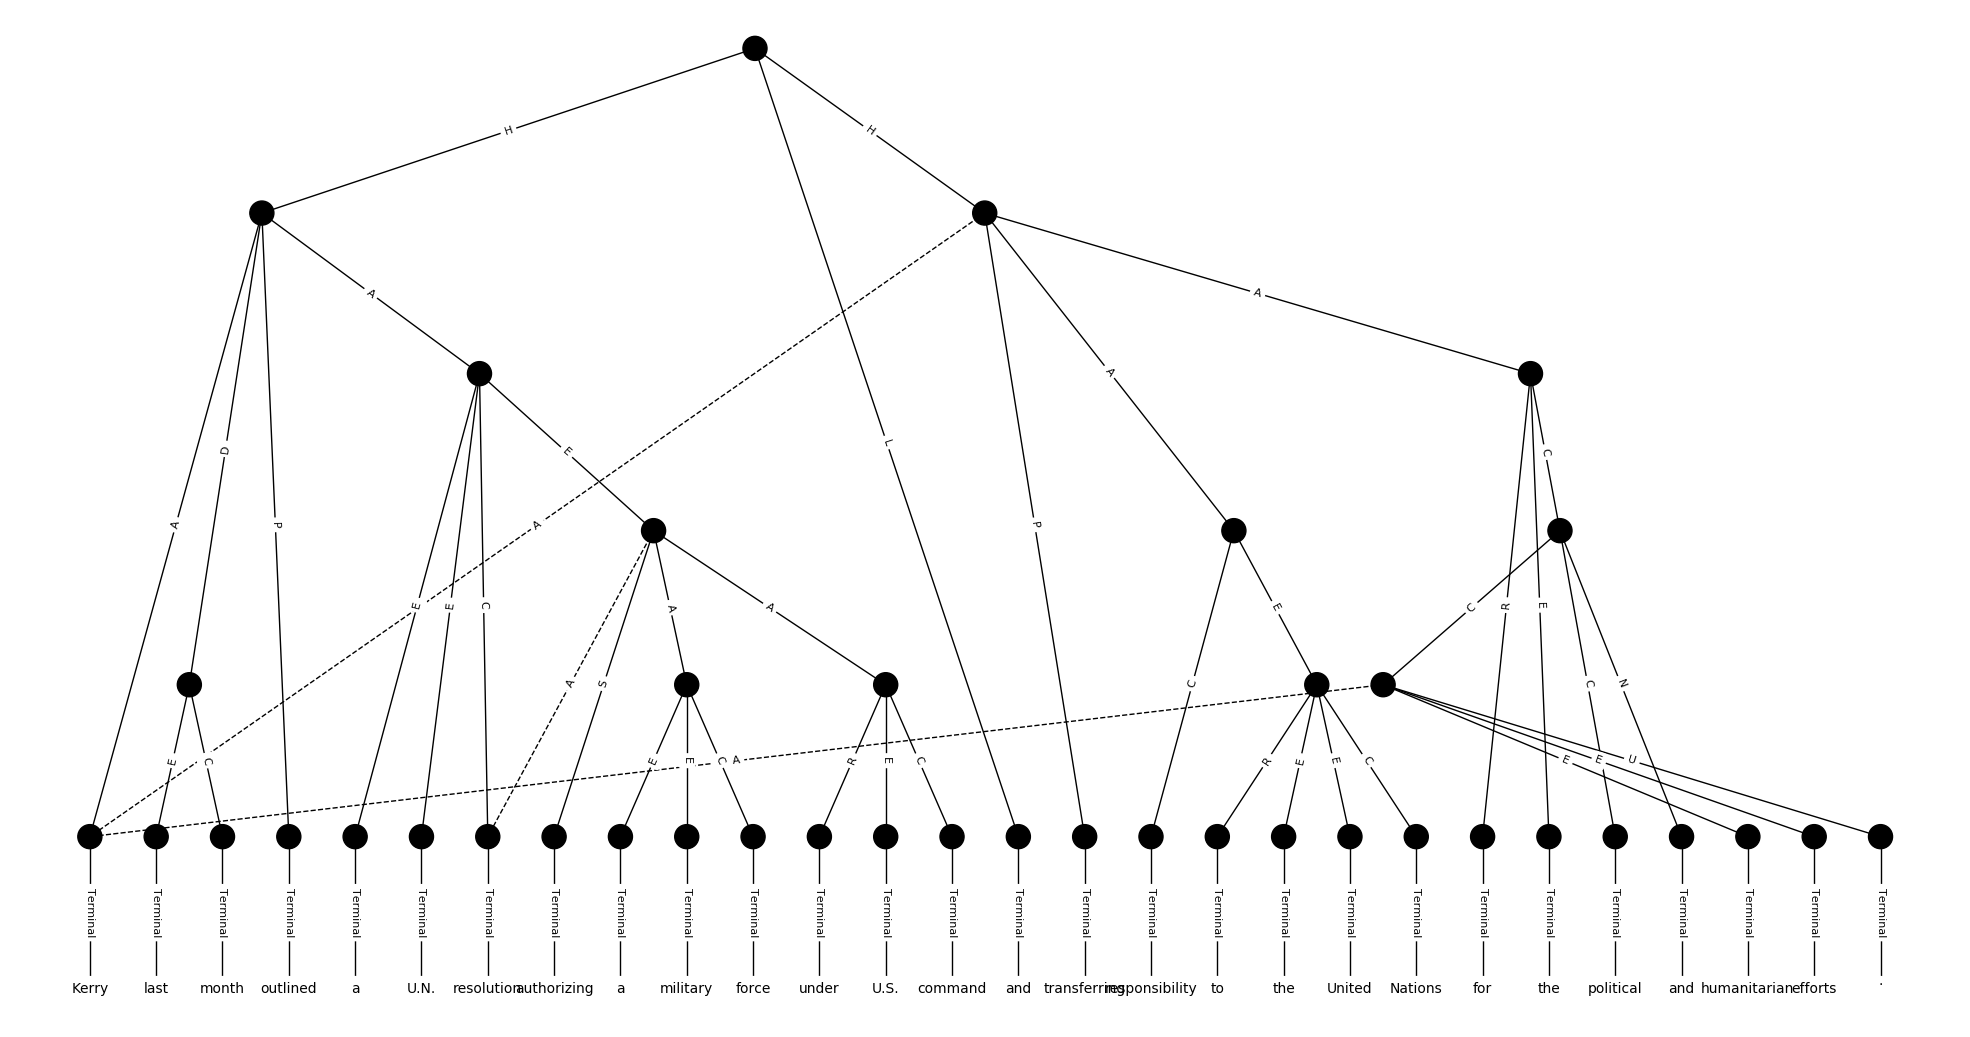 H H
A A
A D E L A C
A P A P
E E C A E C R E
A S C C N
E C E E C A R E C R E E C E E U
Terminal Terminal Terminal Terminal Terminal Terminal Terminal Terminal Terminal Terminal Terminal Terminal Terminal Terminal Terminal Terminal Terminal Terminal Terminal Terminal Terminal Terminal Terminal Terminal Terminal Terminal Terminal Terminal
Kerry last month outlined a U.N. resolution authorizing a military force under U.S. command and transferring responsibility to the United Nations for the political and humanitarian efforts .